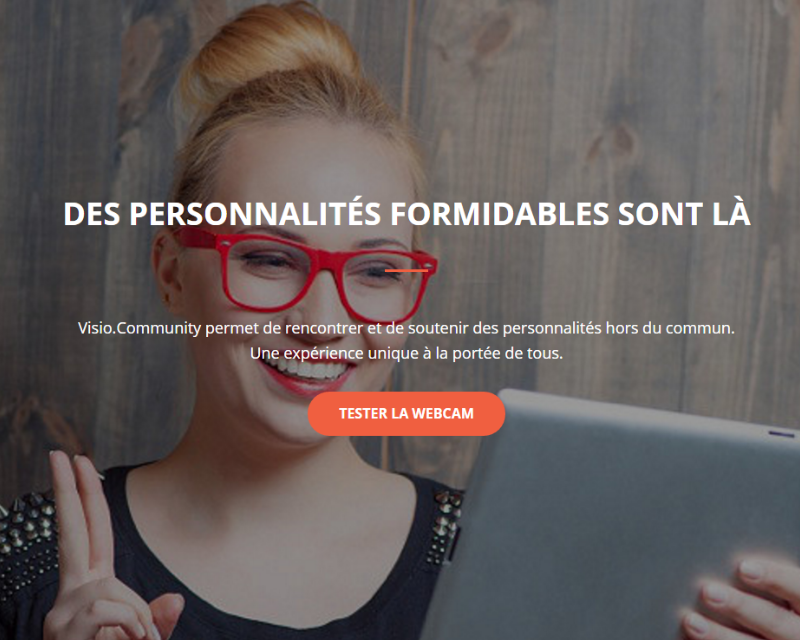 DES PERSONNALITÉS FORMIDABLES SONT LÀ
Visio.Community permet de rencontrer et de soutenir des personnalités hors du commun.
Une expérience unique à la portée de tous.
TESTER LA WEBCAM